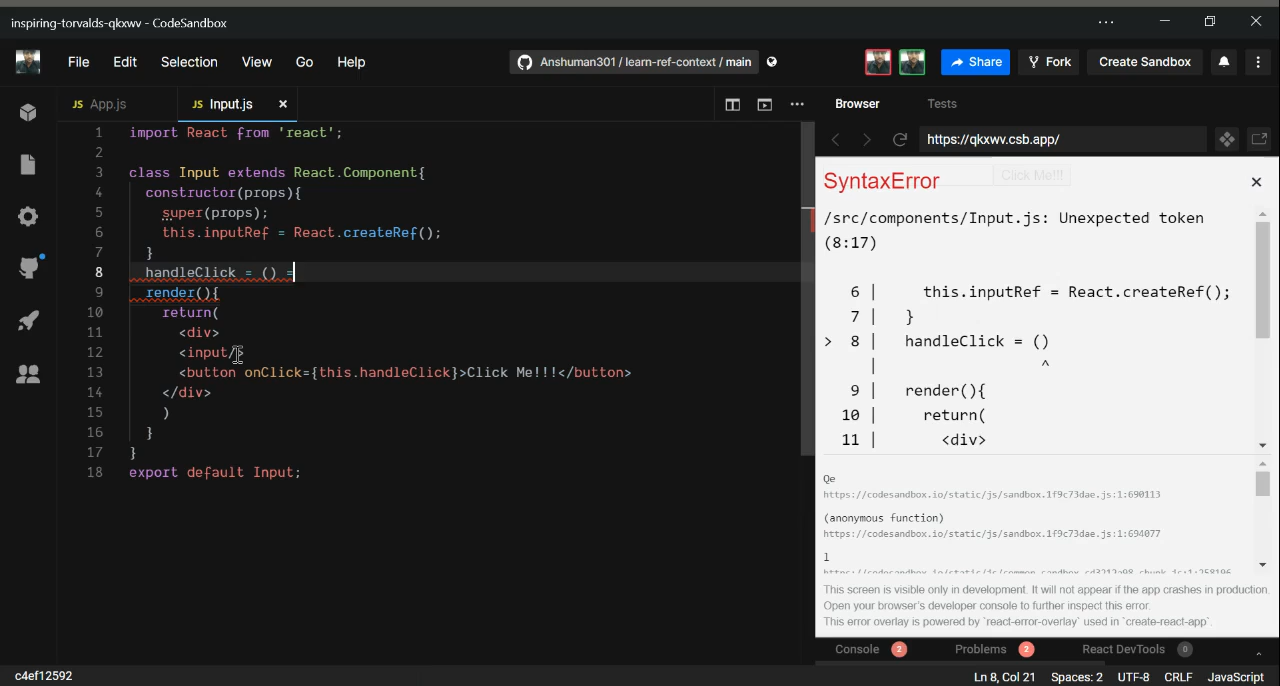 inspiring-torvalds-qkxwv - CodeSandbox
File Edit Selection View Go Help
Anshuman301 / learn-ref-context / main
Share Fork Create Sandbox
JS App.js
JS Input.js
Browser Tests
https://qkxwv.csb.app/
1 import React from 'react';
2
3 class Input extends React.Component{
4 constructor(props){
5 super(props);
6 this.inputRef = React.createRef();
7 }
8 handleClick = () =
9 render(){
10 return(
11 <div>
12 <input/>
13 <button onClick={this.handleClick}>Click Me!!!</button>
14 </div>
15 )
16 }
17 }
18 export default Input;
Click Me!!!
SyntaxError
/src/components/Input.js: Unexpected token
(8:17)
6 | this.inputRef = React.createRef();
7 | }
> 8 | handleClick = ()
| ^
9 | render(){
10 | return(
11 | <div>
Qe
https://codesandbox.io/static/js/sandbox.1f9c73dae.js:1:690113
(anonymous function)
https://codesandbox.io/static/js/sandbox.1f9c73dae.js:1:694077
l
This screen is visible only in development. It will not appear if the app crashes in production.
Open your browser's developer console to further inspect this error.
This error overlay is powered by `react-error-overlay` used in `create-react-app`.
Console 2 Problems 2 React DevTools 0
c4ef12592
Ln 8, Col 21 Spaces: 2 UTF-8 CRLF JavaScript